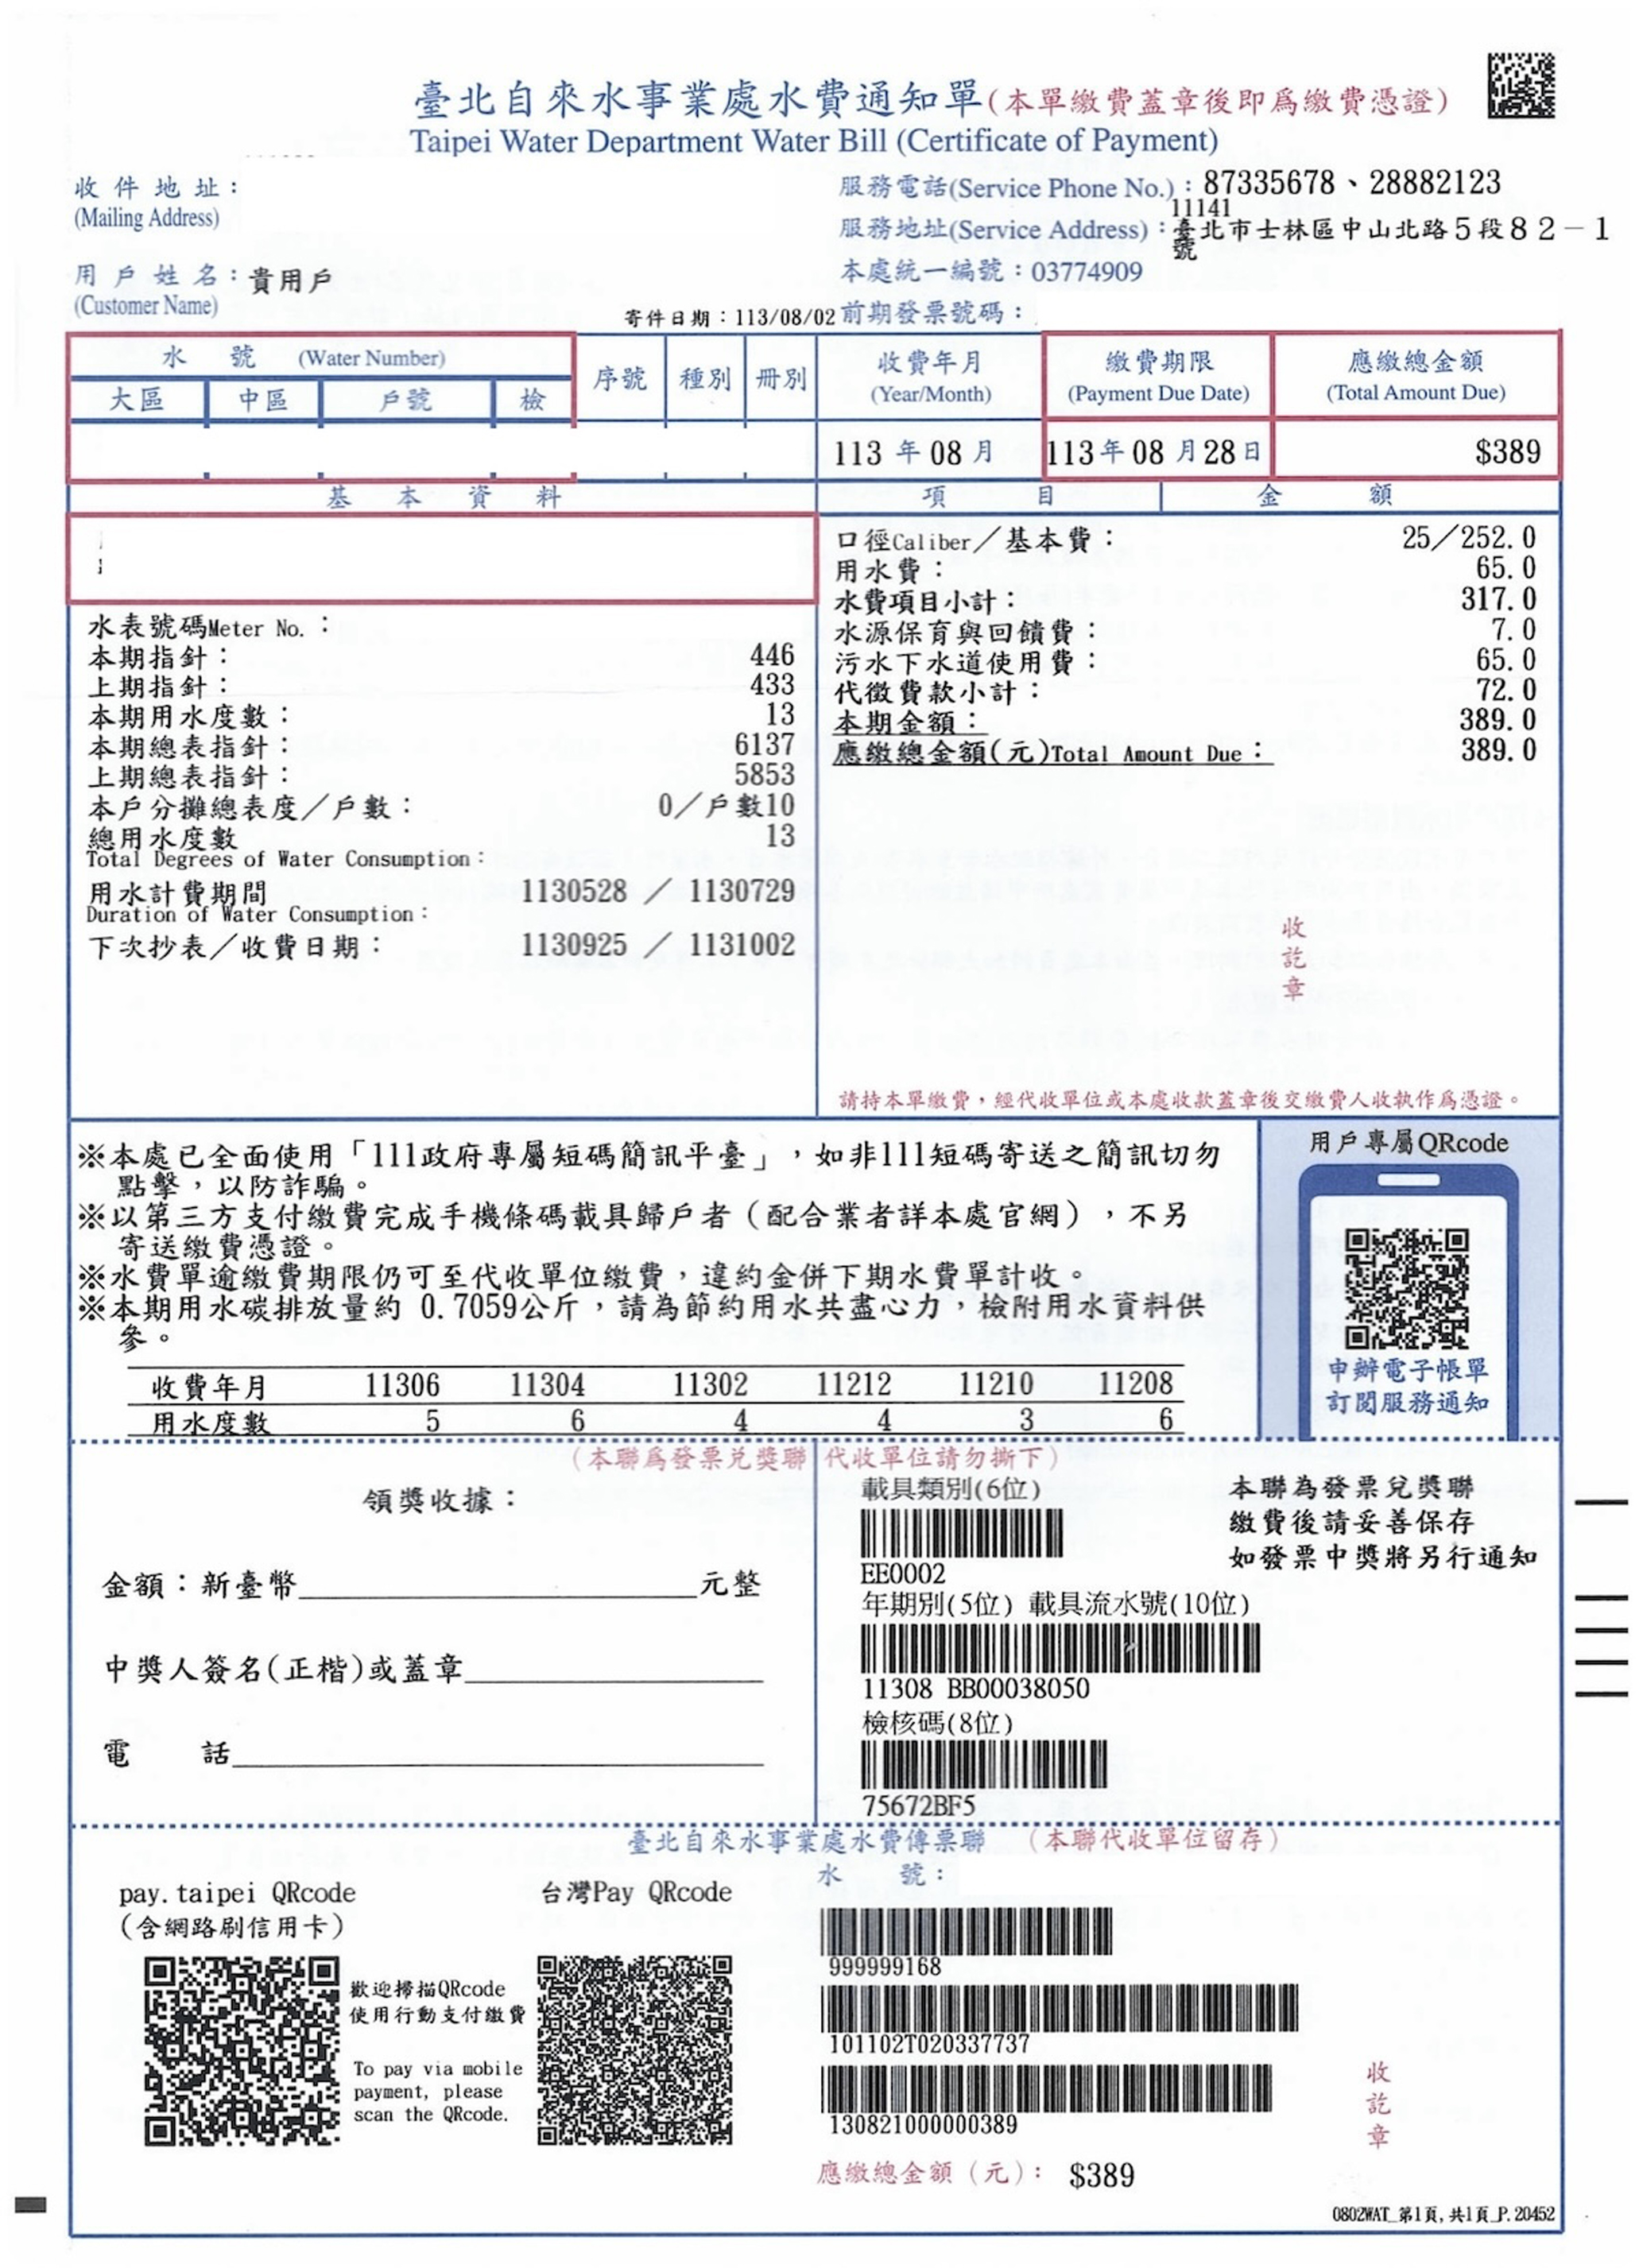 臺北自來水事業處水費通知單(本單繳費蓋章後即為繳費憑證)
Taipei Water Department Water Bill (Certificate of Payment)
收件地址：
(Mailing Address)
服務電話(Service Phone No.)：87335678、28882123
11141
服務地址(Service Address)：臺北市士林區中山北路5段82－1
號
用戶姓名：貴用戶
(Customer Name)
本處統一編號：03774909
寄件日期：113/08/02
前期發票號碼：
水 號 (Water Number)
大區 中區 戶號 檢
序號 種別 冊別
收費年月
(Year/Month)
繳費期限
(Payment Due Date)
應繳總金額
(Total Amount Due)
113 年 08 月
113年 08 月 28 日
$389
基 本 資 料
項 目 金 額
水表號碼Meter No.：
本期指針： 446
上期指針： 433
本期用水度數： 13
本期總表指針： 6137
上期總表指針： 5853
本戶分攤總表度／戶數： 0／戶數10
總用水度數 13
Total Degrees of Water Consumption：
用水計費期間 1130528 ／ 1130729
Duration of Water Consumption：
下次抄表／收費日期： 1130925 ／ 1131002
口徑Caliber／基本費： 25／252.0
用水費： 65.0
水費項目小計： 317.0
水源保育與回饋費： 7.0
污水下水道使用費： 65.0
代徵費款小計： 72.0
本期金額： 389.0
應繳總金額(元)Total Amount Due： 389.0
收訖章
請持本單繳費，經代收單位或本處收款蓋章後交繳費人收執作為憑證。
※本處已全面使用「111政府專屬短碼簡訊平臺」，如非111短碼寄送之簡訊切勿
點擊，以防詐騙。
※以第三方支付繳費完成手機條碼載具歸戶者（配合業者詳本處官網），不另
寄送繳費憑證。
※水費單逾繳費期限仍可至代收單位繳費，違約金併下期水費單計收。
※本期用水碳排放量約 0.7059公斤，請為節約用水共盡心力，檢附用水資料供
參。
收費年月 11306 11304 11302 11212 11210 11208
用水度數 5 6 4 4 3 6
用戶專屬QRcode
申辦電子帳單
訂閱服務通知
(本聯為發票兌獎聯 代收單位請勿撕下)
領獎收據：
金額：新臺幣 元整
中獎人簽名(正楷)或蓋章
電 話
載具類別(6位)
EE0002
年期別(5位) 載具流水號(10位)
11308 BB00038050
檢核碼(8位)
75672BF5
本聯為發票兌獎聯
繳費後請妥善保存
如發票中獎將另行通知
臺北自來水事業處水費傳票聯 (本聯代收單位留存)
水 號：
pay.taipei QRcode
(含網路刷信用卡)
歡迎掃描QRcode
使用行動支付繳費
To pay via mobile
payment, please
scan the QRcode.
台灣Pay QRcode
999999168
101102T020337737
130821000000389
收訖章
應繳總金額（元）： $389
0802WAT_第1頁,共1頁_P.20452